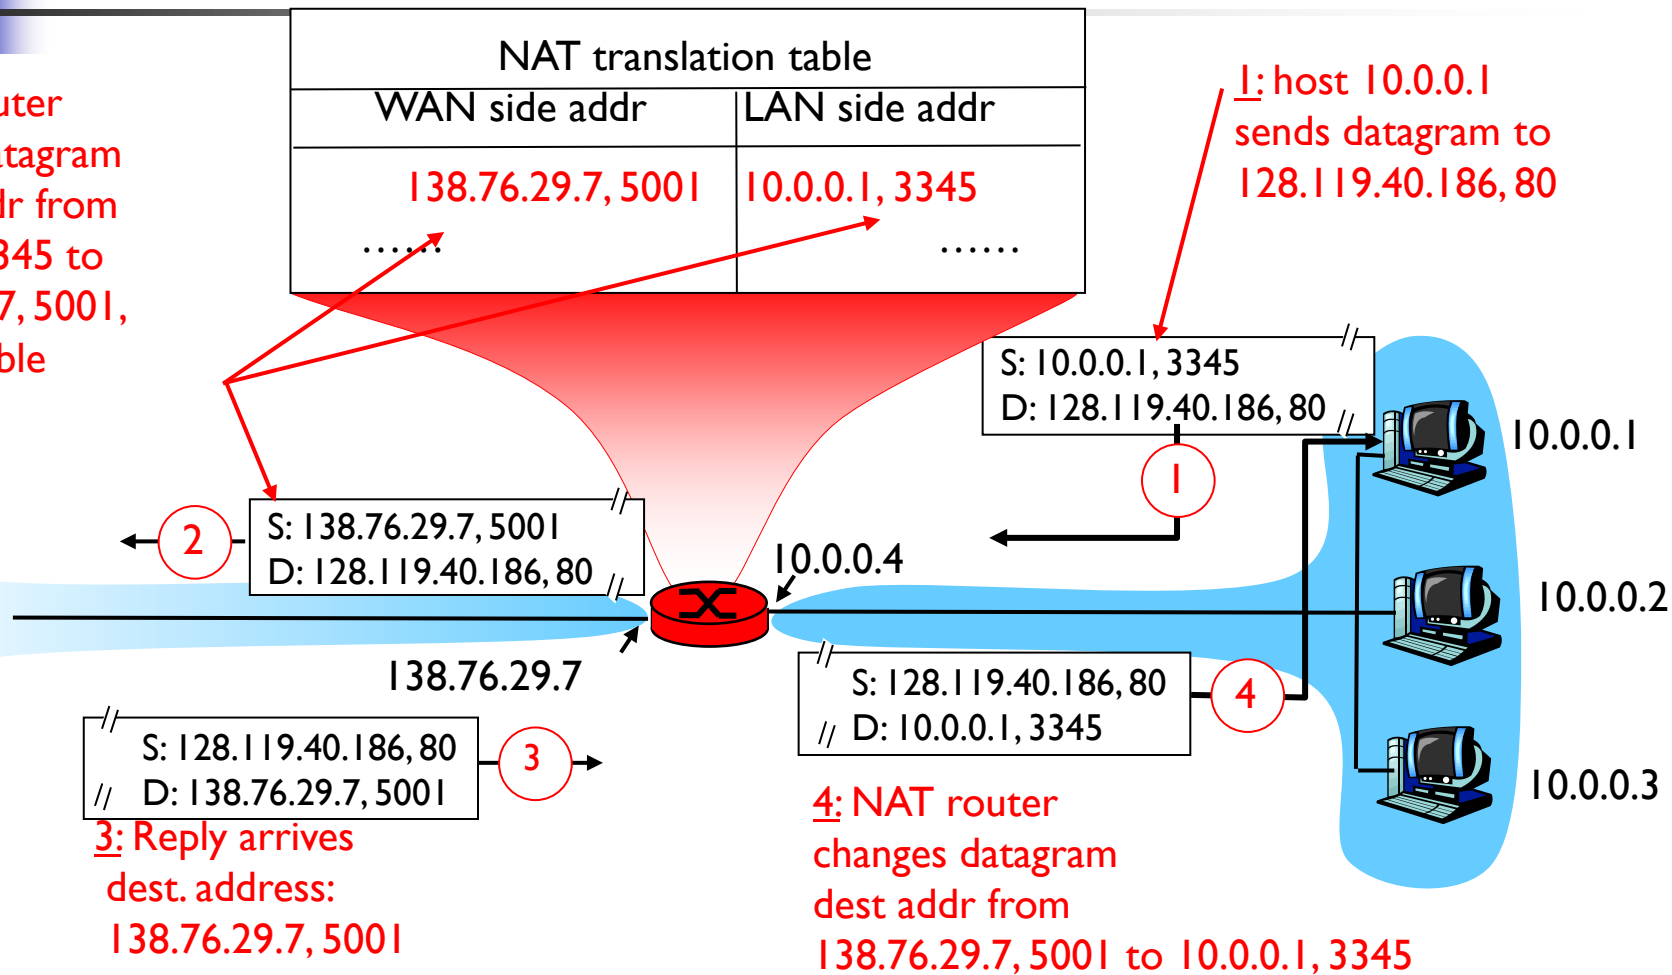 NAT translation table
WAN side addr LAN side addr
138.76.29.7, 5001 10.0.0.1, 3345
…… ……
uter
atagram
dr from
345 to
7, 5001,
ble
1: host 10.0.0.1
sends datagram to
128.119.40.186, 80
S: 10.0.0.1, 3345
D: 128.119.40.186, 80
1
10.0.0.1
2
S: 138.76.29.7, 5001
D: 128.119.40.186, 80
10.0.0.4
10.0.0.2
138.76.29.7
S: 128.119.40.186, 80
D: 10.0.0.1, 3345
4
S: 128.119.40.186, 80
D: 138.76.29.7, 5001
3
10.0.0.3
3: Reply arrives
dest. address:
138.76.29.7, 5001
4: NAT router
changes datagram
dest addr from
138.76.29.7, 5001 to 10.0.0.1, 3345